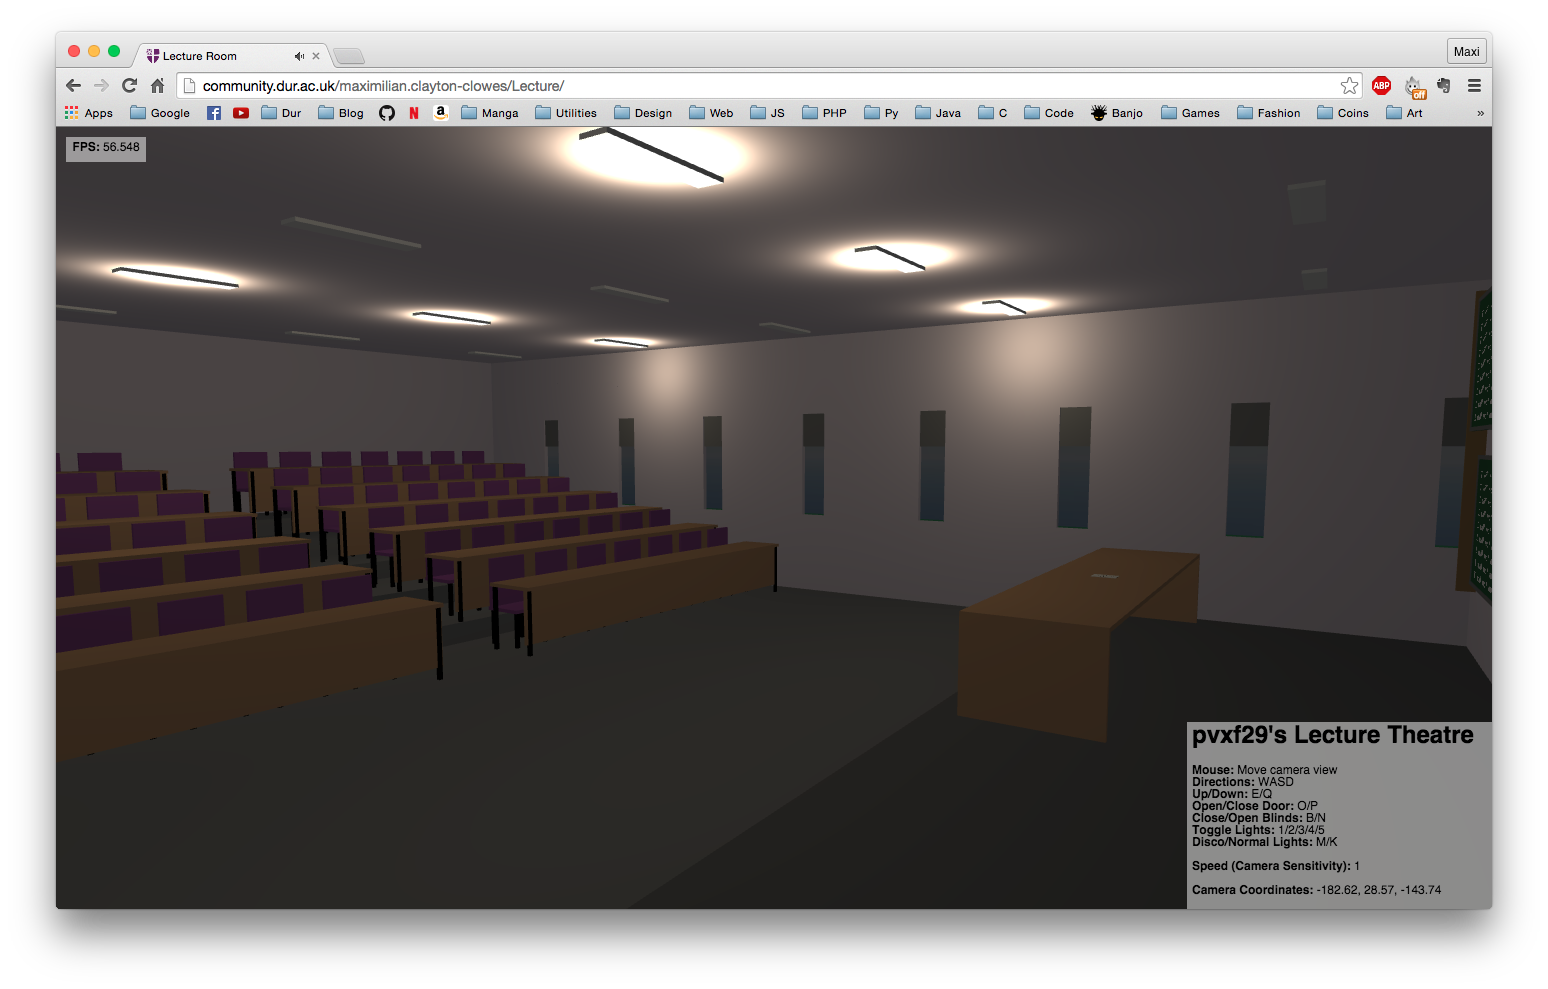 Lecture Room
Maxi
community.dur.ac.uk/maximilian.clayton-clowes/Lecture/
ABP
off
Apps Google Dur Blog N a Manga Utilities Design Web JS PHP Py Java C Code Banjo Games Fashion Coins Art »
FPS: 56.548
pvxf29's Lecture Theatre
Mouse: Move camera view
Directions: WASD
Up/Down: E/Q
Open/Close Door: O/P
Close/Open Blinds: B/N
Toggle Lights: 1/2/3/4/5
Disco/Normal Lights: M/K
Speed (Camera Sensitivity): 1
Camera Coordinates: -182.62, 28.57, -143.74